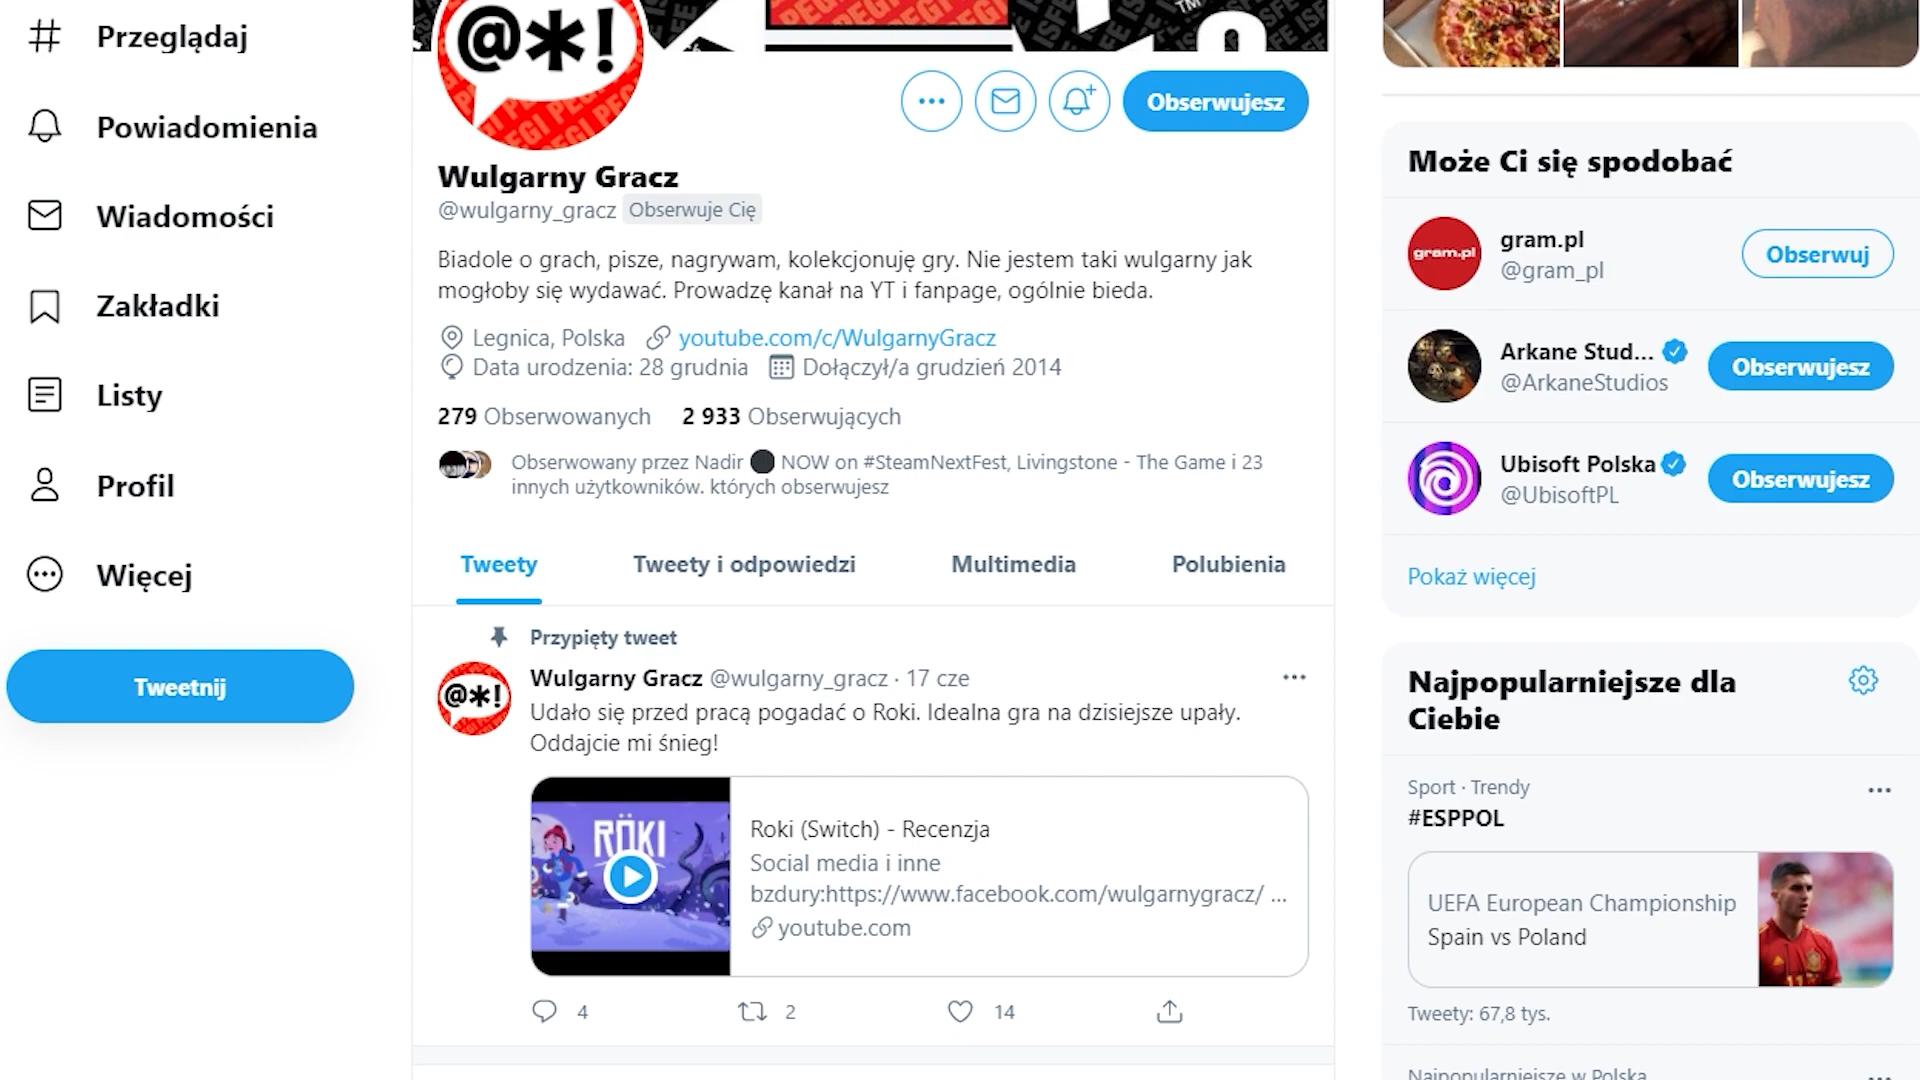 Przeglądaj
Powiadomienia
Wiadomości
Zakładki
Listy
Profil
Więcej
Tweetnij
@*!
Obserwujesz
Wulgarny Gracz
@wulgarny_gracz Obserwuje Cię
Biadole o grach, pisze, nagrywam, kolekcjonuję gry. Nie jestem taki wulgarny jak
mogłoby się wydawać. Prowadzę kanał na YT i fanpage, ogólnie bieda.
Legnica, Polska youtube.com/c/WulgarnyGracz
Data urodzenia: 28 grudnia Dołączył/a grudzień 2014
279 Obserwowanych 2 933 Obserwujących
Obserwowany przez Nadir NOW on #SteamNextFest, Livingstone - The Game i 23
innych użytkowników. których obserwujesz
Tweety Tweety i odpowiedzi Multimedia Polubienia
Przypięty tweet
Wulgarny Gracz @wulgarny_gracz · 17 cze
@*!
Udało się przed pracą pogadać o Roki. Idealna gra na dzisiejsze upały.
Oddajcie mi śnieg!
RÖKI
Roki (Switch) - Recenzja
Social media i inne
bzdury:https://www.facebook.com/wulgarnygracz/ ...
youtube.com
4 2 14
Może Ci się spodobać
gram.pl
gram.pl
@gram_pl
Obserwuj
Arkane Stud...
@ArkaneStudios
Obserwujesz
Ubisoft Polska
@UbisoftPL
Obserwujesz
Pokaż więcej
Najpopularniejsze dla
Ciebie
Sport · Trendy
#ESPPOL
UEFA European Championship
Spain vs Poland
Tweety: 67,8 tys.
Najpopularniejsze w Polska